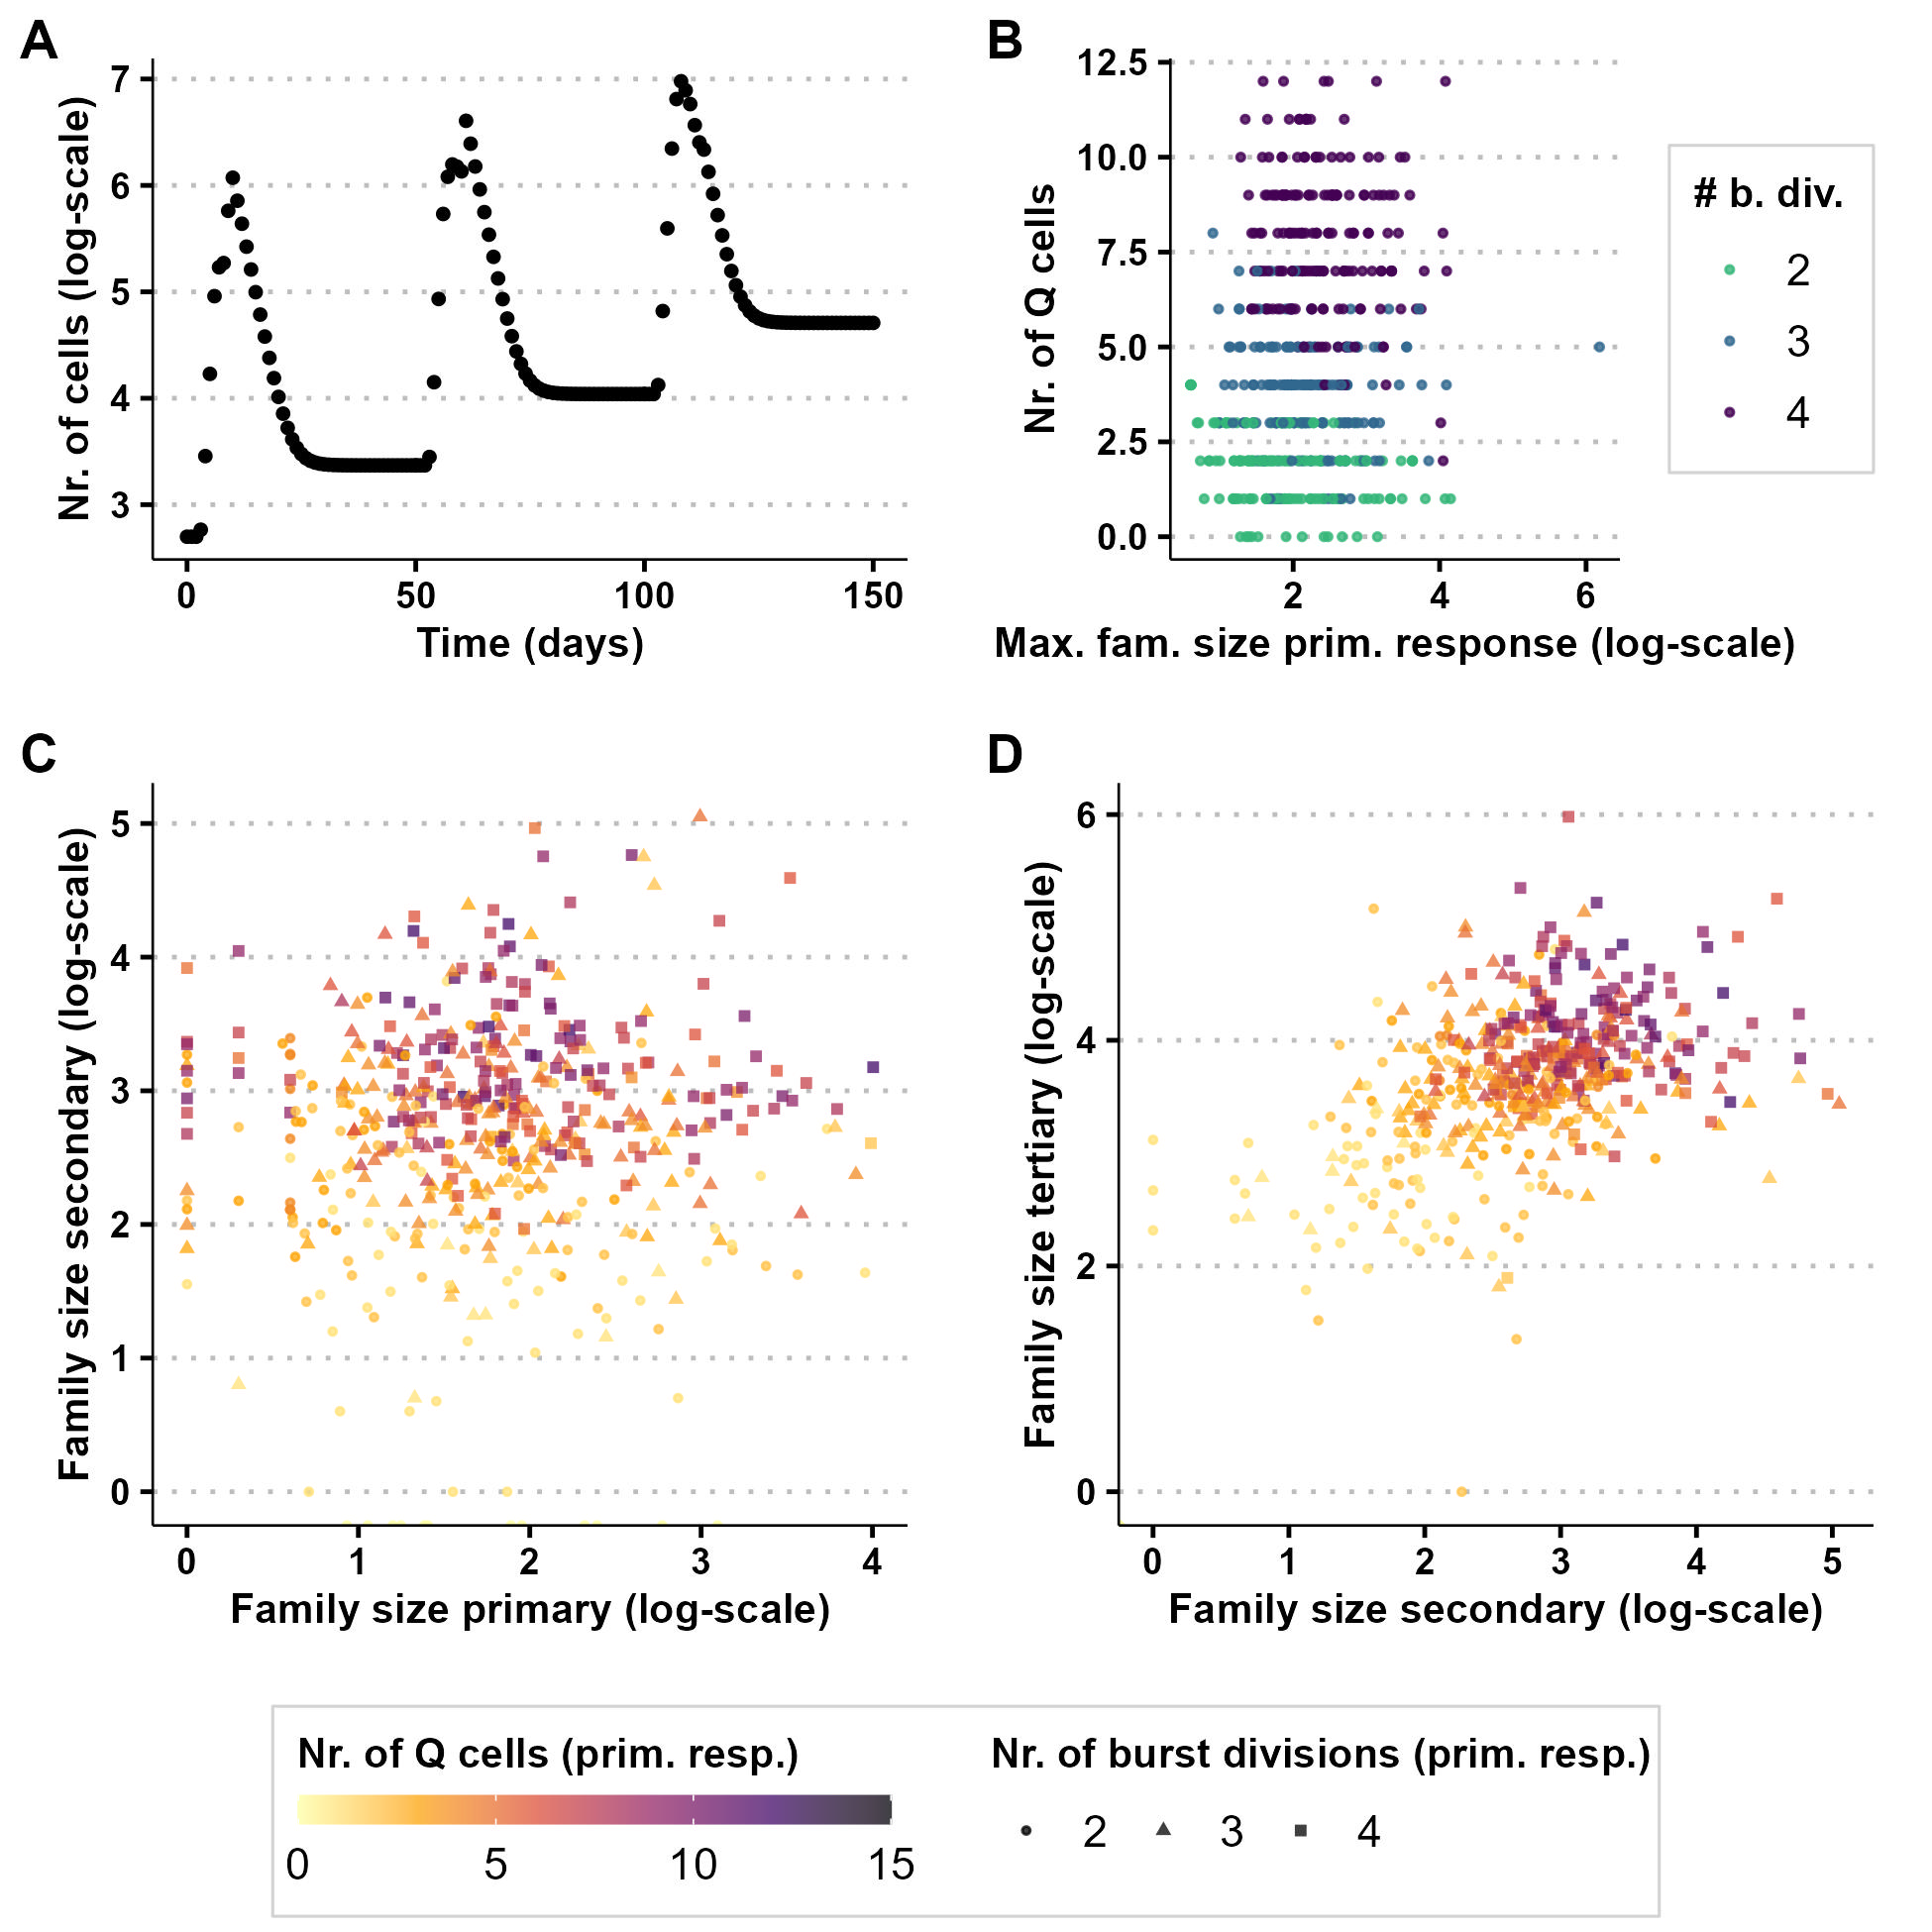 A
Nr. of cells (log-scale)
7
6
5
4
3
0 50 100 150
Time (days)
B
Nr. of Q cells
12.5
10.0
7.5
5.0
2.5
0.0
2 4 6
Max. fam. size prim. response (log-scale)
# b. div.
2
3
4
C
Family size secondary (log-scale)
5
4
3
2
1
0
0 1 2 3 4
Family size primary (log-scale)
D
Family size tertiary (log-scale)
6
4
2
0
0 1 2 3 4 5
Family size secondary (log-scale)
Nr. of Q cells (prim. resp.)
0 5 10 15
Nr. of burst divisions (prim. resp.)
2 3 4